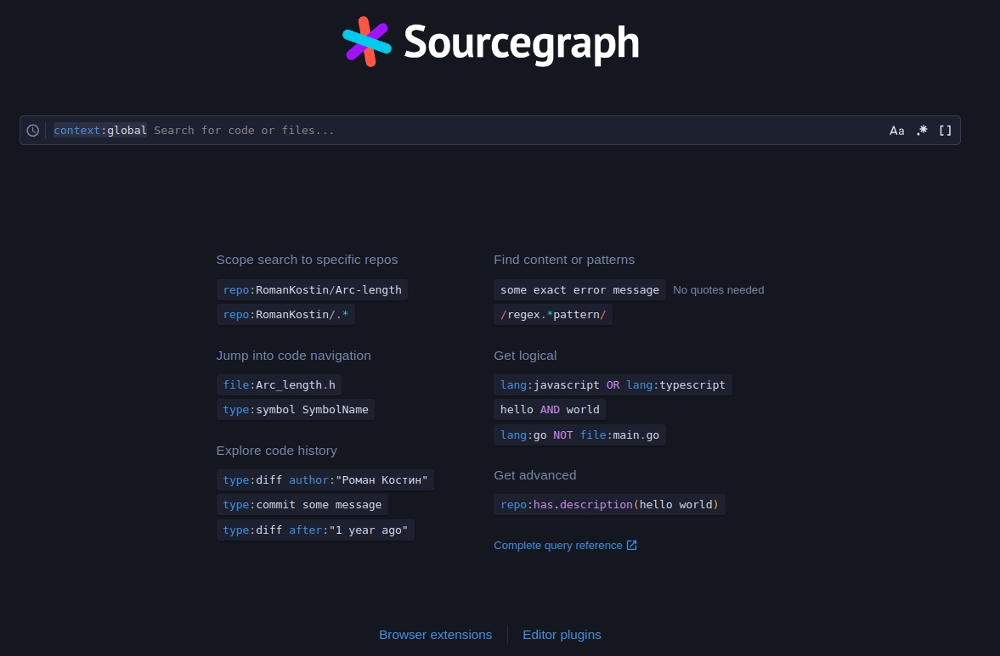 Sourcegraph
context:global Search for code or files... Aa .* []
Scope search to specific repos
repo:RomanKostin/Arc-length
repo:RomanKostin/.*
Jump into code navigation
file:Arc_length.h
type:symbol SymbolName
Explore code history
type:diff author:"Роман Костин"
type:commit some message
type:diff after:"1 year ago"
Find content or patterns
some exact error message No quotes needed
/regex.*pattern/
Get logical
lang:javascript OR lang:typescript
hello AND world
lang:go NOT file:main.go
Get advanced
repo:has.description(hello world)
Complete query reference
Browser extensions
Editor plugins